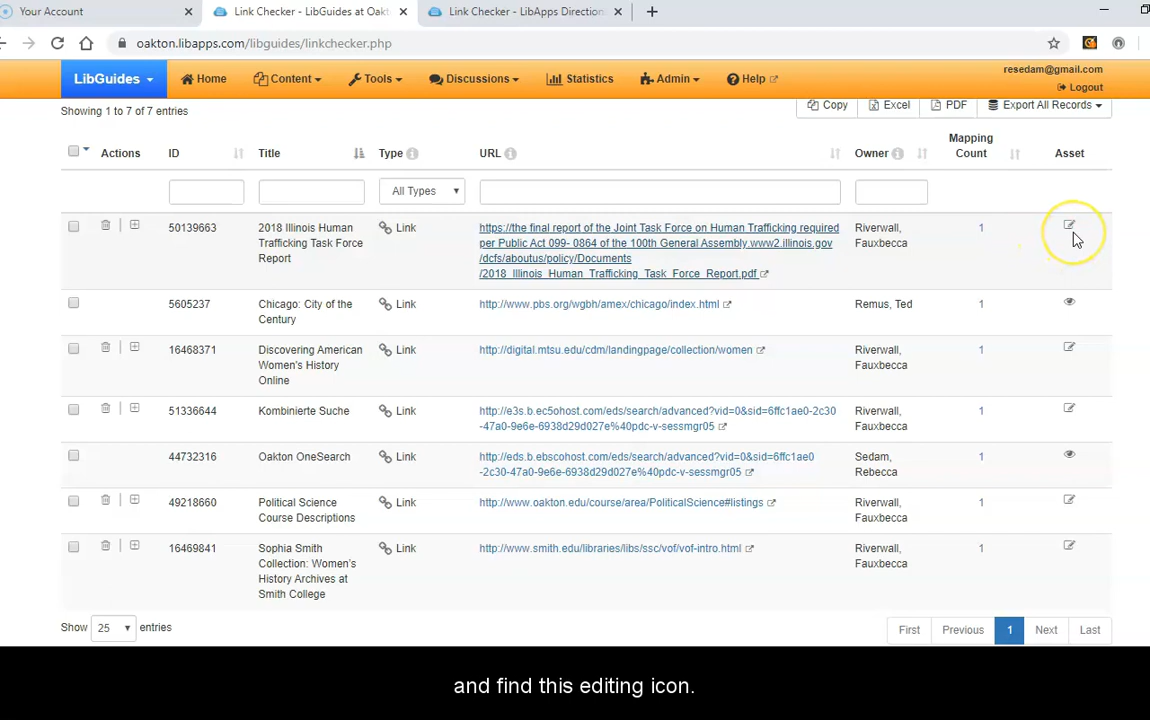 Your Account
Link Checker - LibGuides at Oakt
Link Checker - LibApps Direction
oakton.libapps.com/libguides/linkchecker.php
LibGuides
Home
Content
Tools
Discussions
Statistics
Admin
Help
resedam@gmail.com
Logout
Showing 1 to 7 of 7 entries
Copy
Excel
PDF
Export All Records
Actions
ID
Title
Type
URL
Owner
Mapping
Count
Asset
All Types
50139663
2018 Illinois Human
Trafficking Task Force
Report
Link
https://the final report of the Joint Task Force on Human Trafficking required
per Public Act 099- 0864 of the 100th General Assembly,www2.illinois.gov
/dcfs/aboutus/policy/Documents
/2018_Illinois_Human_Trafficking_Task_Force_Report.pdf
Riverwall,
Fauxbecca
1
5605237
Chicago: City of the
Century
Link
http://www.pbs.org/wgbh/amex/chicago/index.html
Remus, Ted
1
16468371
Discovering American
Women's History
Online
Link
http://digital.mtsu.edu/cdm/landingpage/collection/women
Riverwall,
Fauxbecca
1
51336644
Kombinierte Suche
Link
http://e3s.b.ec5ohost.com/eds/search/advanced?vid=0&sid=6ffc1ae0-2c30
-47a0-9e6e-6938d29d027e%40pdc-v-sessmgr05
Riverwall,
Fauxbecca
1
44732316
Oakton OneSearch
Link
http://eds.b.ebscohost.com/eds/search/advanced?vid=0&sid=6ffc1ae0
-2c30-47a0-9e6e-6938d29d027e%40pdc-v-sessmgr05
Sedam,
Rebecca
1
49218660
Political Science
Course Descriptions
Link
http://www.oakton.edu/course/area/PoliticalScience#listings
Riverwall,
Fauxbecca
1
16469841
Sophia Smith
Collection: Women's
History Archives at
Smith College
Link
http://www.smith.edu/libraries/libs/ssc/vof/vof-intro.html
Riverwall,
Fauxbecca
1
Show 25 entries
First
Previous
1
Next
Last
and find this editing icon.